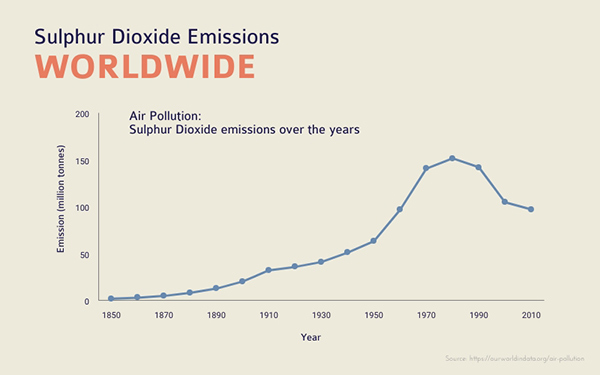 Sulphur Dioxide Emissions
WORLDWIDE
Air Pollution:
Sulphur Dioxide emissions over the years
Emission (million tonnes)
200
150
100
50
0
1850
1870
1890
1910
1930
1950
1970
1990
2010
Year
Source: https://ourworldindata.org/air-pollution